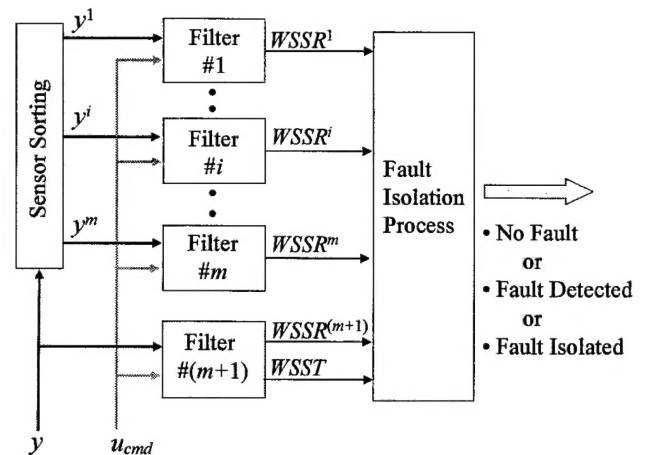 Sensor Sorting
y¹
Filter
#1
WSSR¹
yⁱ
Filter
#i
WSSRⁱ
yᵐ
Filter
#m
WSSRᵐ
Filter
#(m+1)
WSSR⁽ᵐ⁺¹⁾
WSST
Fault
Isolation
Process
• No Fault
or
• Fault Detected
or
• Fault Isolated
y
u_cmd